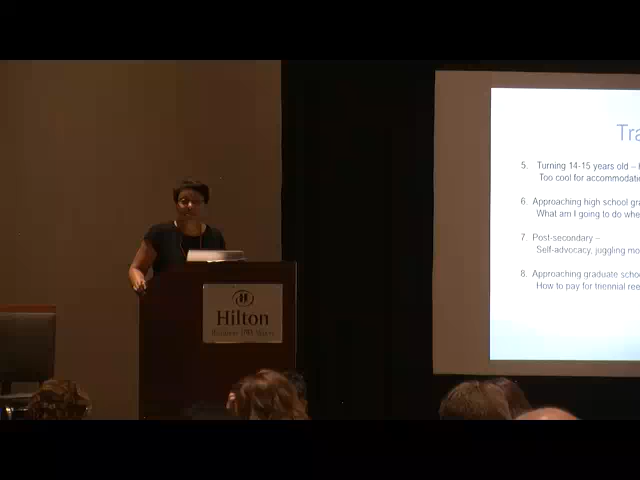 Hilton
Tra
5. Turning 14-15 years old –
Too cool for accommodati
6. Approaching high school gra
What am I going to do whe
7. Post-secondary –
Self-advocacy, juggling mo
8. Approaching graduate schoo
How to pay for triennial ree